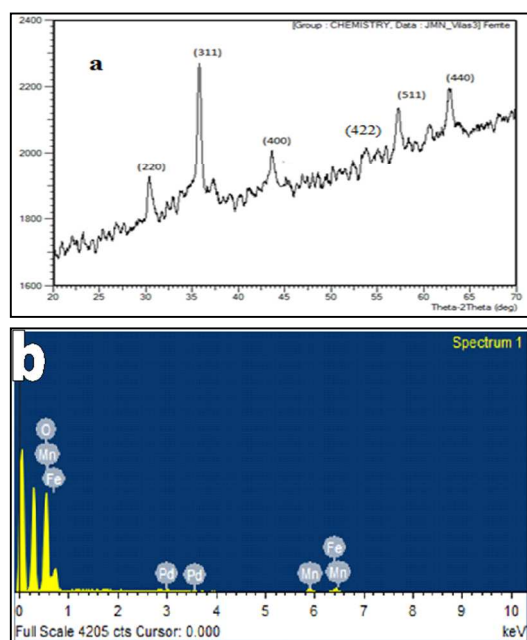 [Group : CHEMISTRY, Data : JMN_Vilas3] Ferrite
a
2400
2200
2000
1800
1600
(220)
(311)
(400)
(422)
(511)
(440)
20 25 30 35 40 45 50 55 60 65 70
Theta-2Theta (deg)
b
Spectrum 1
O
Mn
Fe
Pd
Pd
Mn
Fe
Mn
0 1 2 3 4 5 6 7 8 9 10
Full Scale 4205 cts Cursor: 0.000
keV